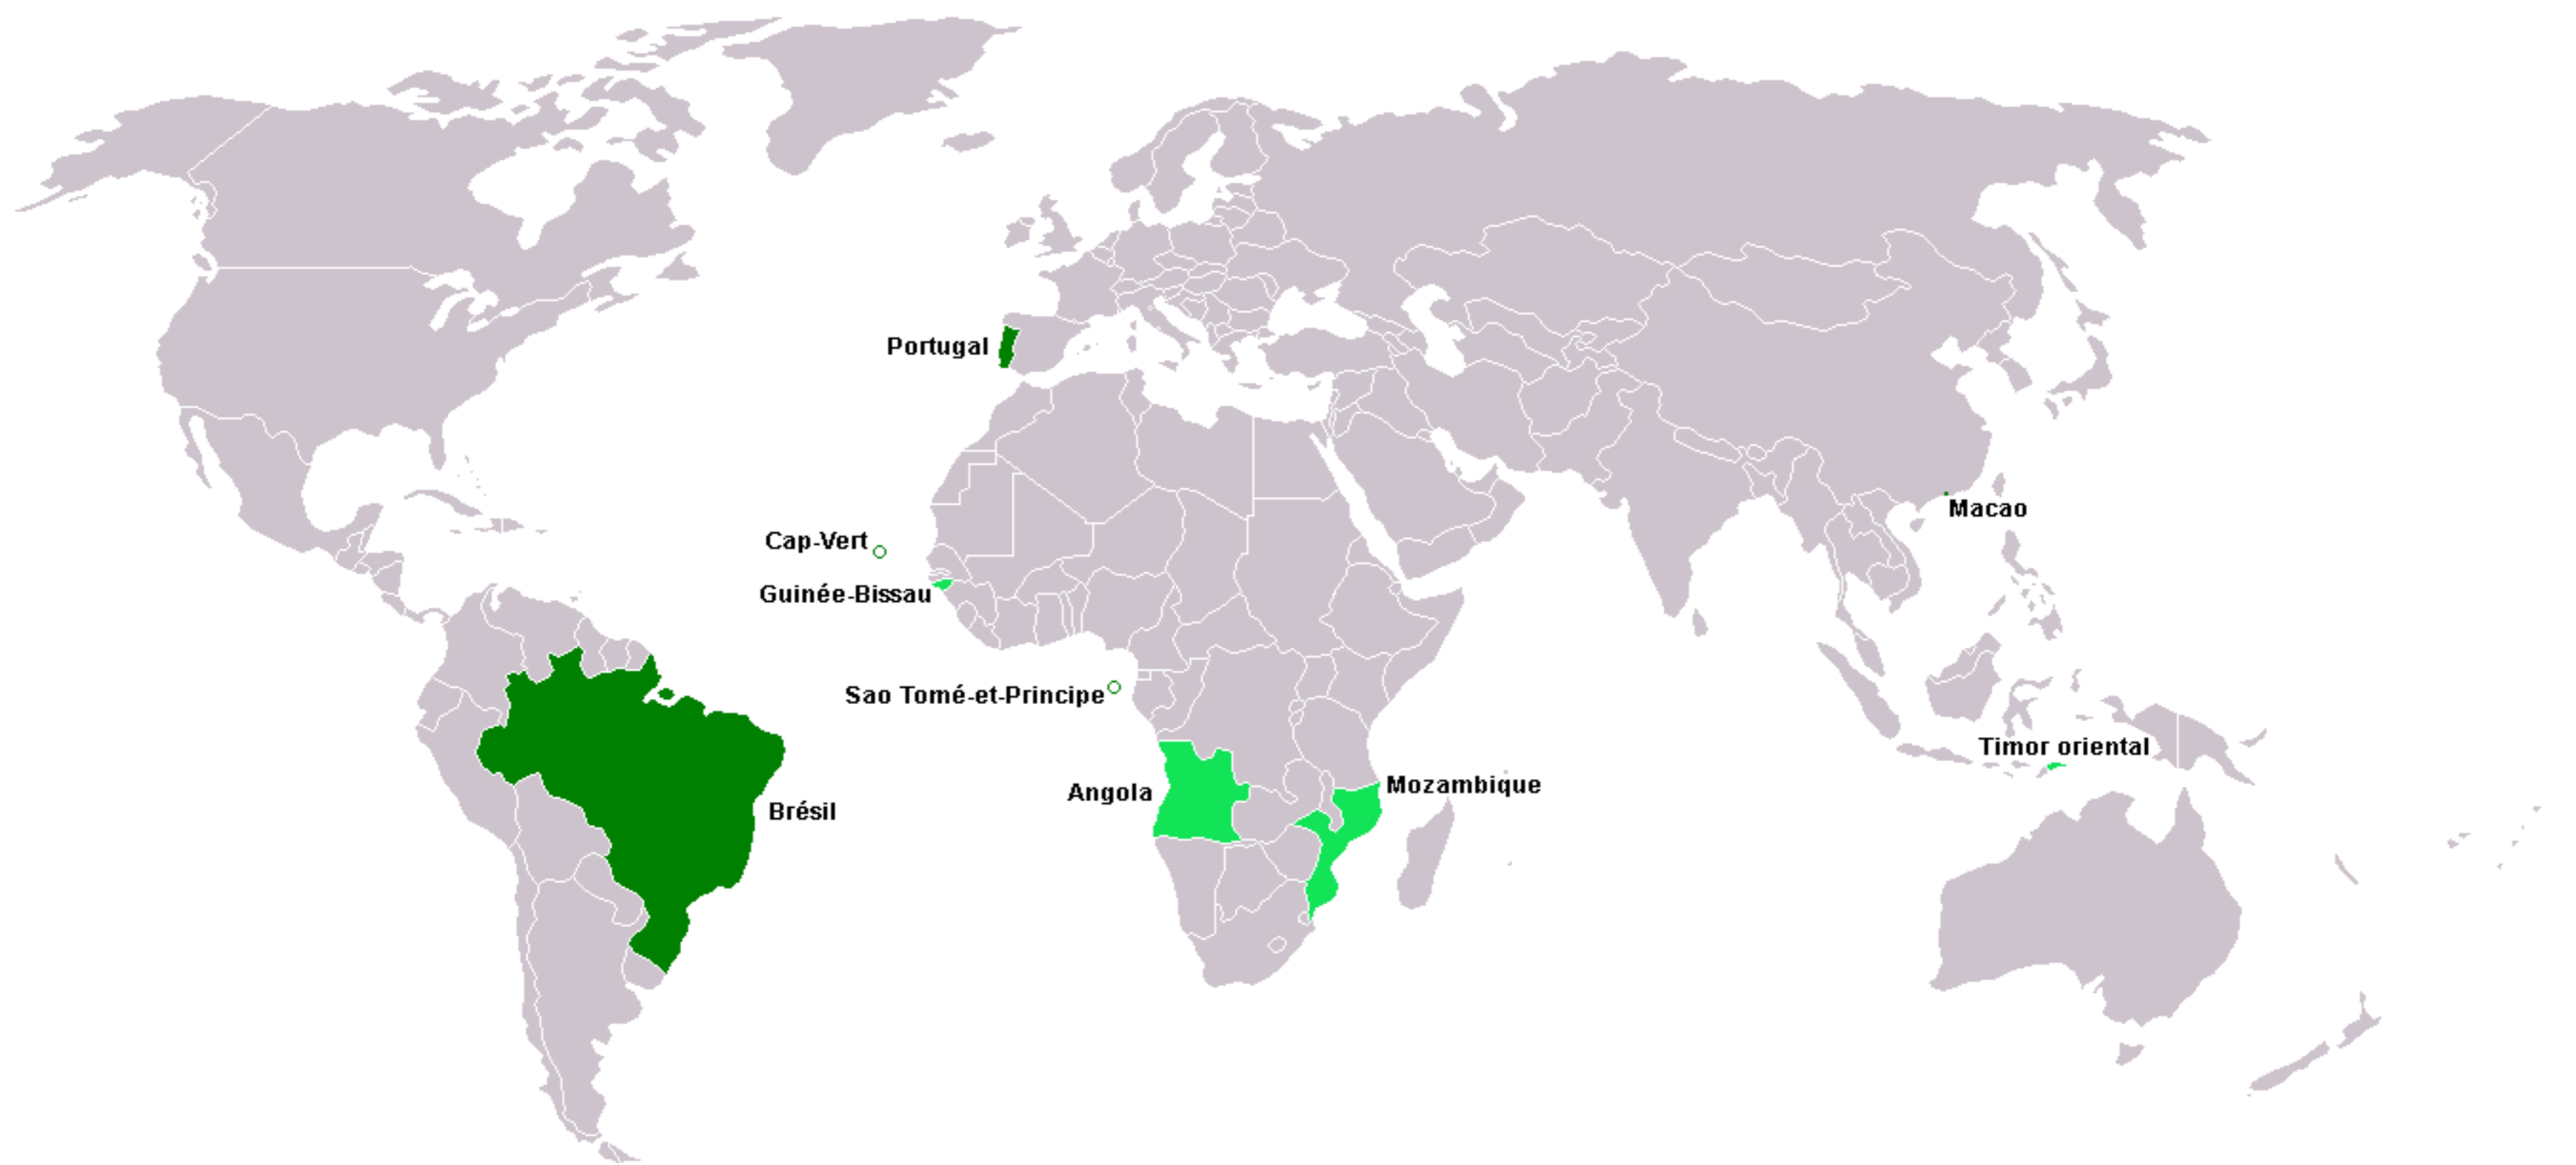 Portugal
Macao
Cap-Vert
Guinée-Bissau
Sao Tomé-et-Principe
Timor oriental
Angola
Mozambique
Brésil